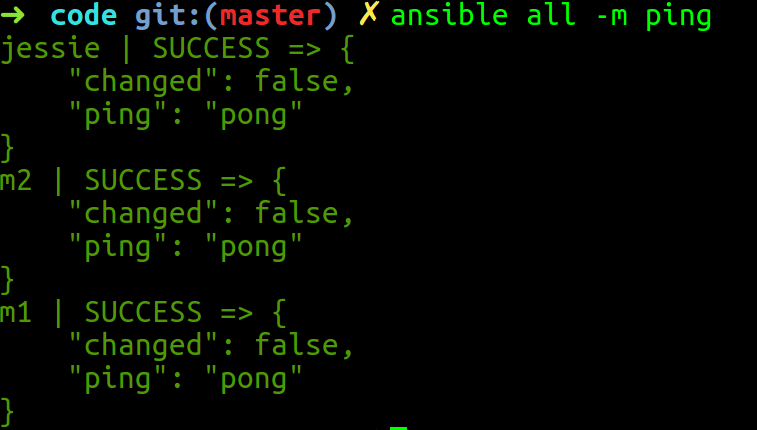 ➜ code git:(master) ✗ ansible all -m ping
jessie | SUCCESS => {
    "changed": false,
    "ping": "pong"
}
m2 | SUCCESS => {
    "changed": false,
    "ping": "pong"
}
m1 | SUCCESS => {
    "changed": false,
    "ping": "pong"
}